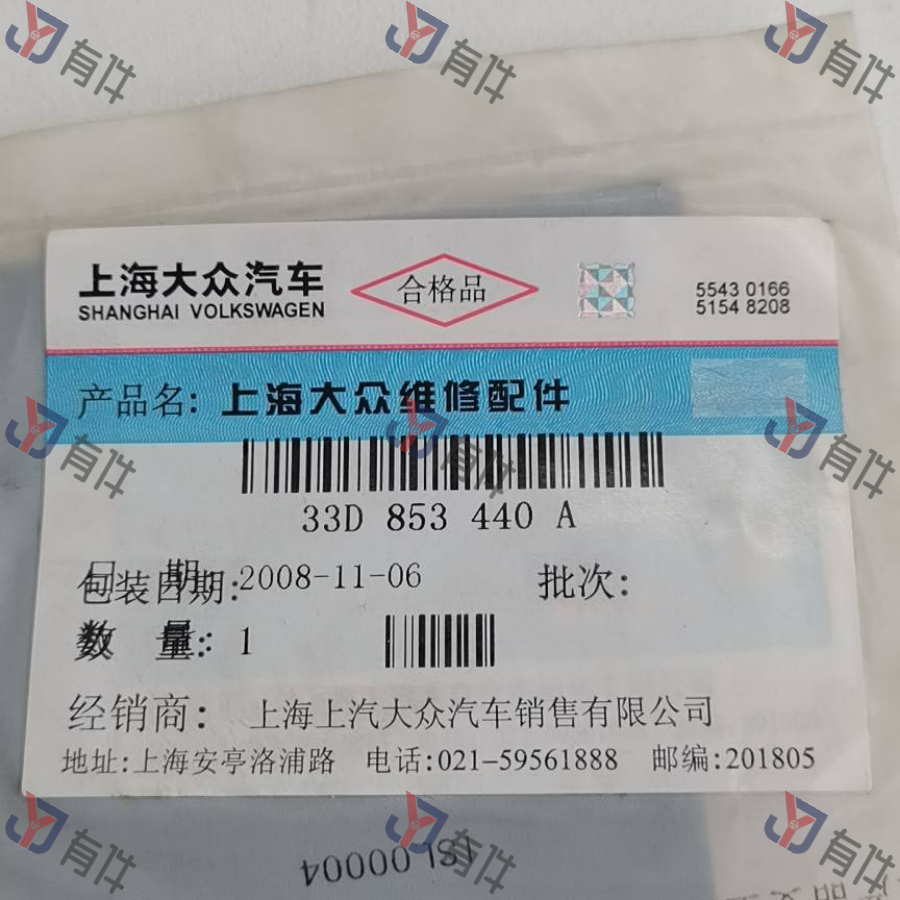 有件
有件
有件
上海大众汽车
SHANGHAI VOLKSWAGEN
合格品
5543 0166
5154 8208
产品名: 上海大众维修配件
有件
有件
有件
33D 853 440 A
日 期:
包装日期: 2008-11-06 批次:
数 量: 1
经销商: 上海上汽大众汽车销售有限公司
地址:上海安亭洛浦路 电话:021-59561888 邮编:201805
有件
有件
有件
ISL00004